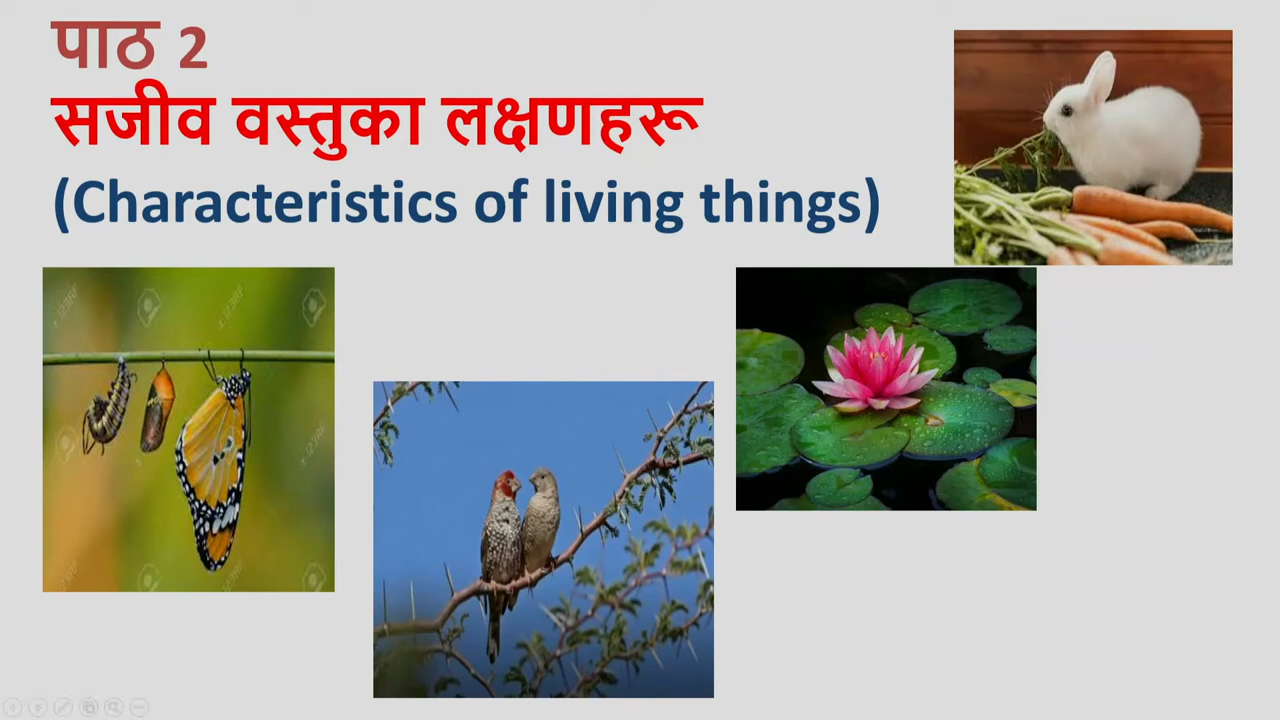 पाठ 2
सजीव वस्तुका लक्षणहरू
(Characteristics of living things)